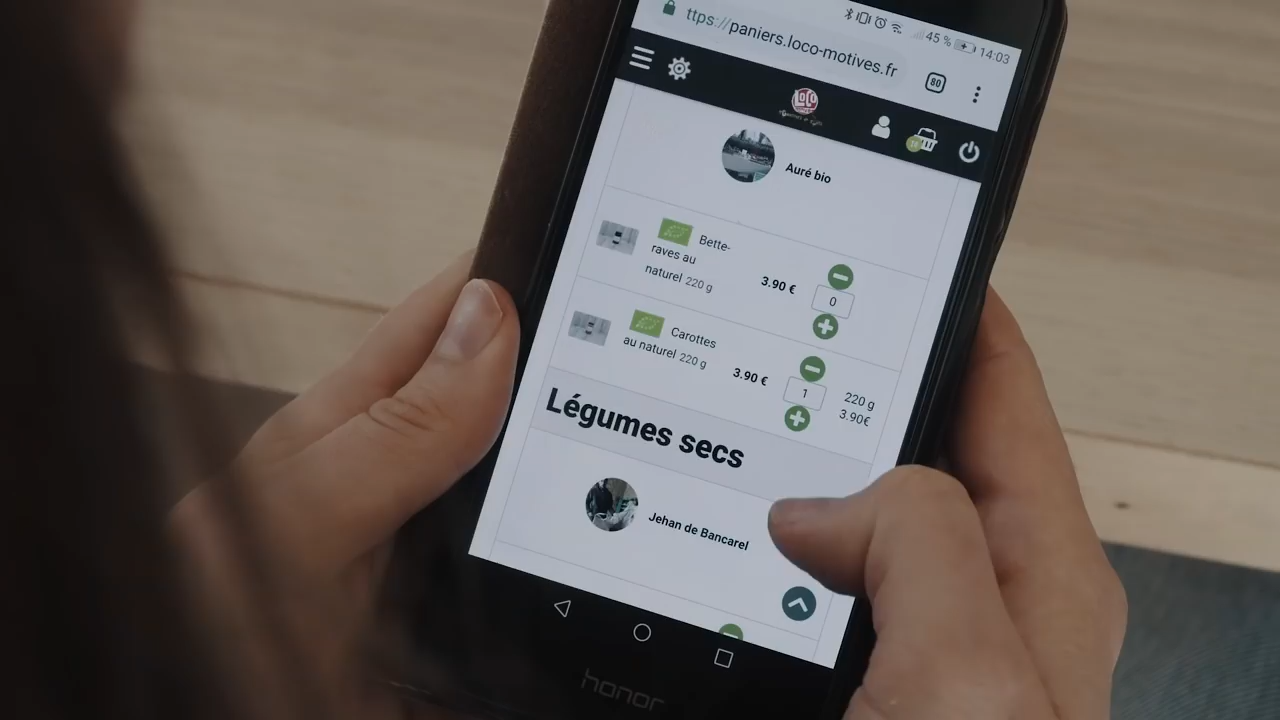 45 % 14:03
ttps://paniers.loco-motives.fr
80
LOCO
Auré bio
Bette-
raves au
naturel 220 g
3.90 €
0
Carottes
au naturel 220 g
3.90 €
1
220 g
3.90€
Légumes secs
Jehan de Bancarel
honor